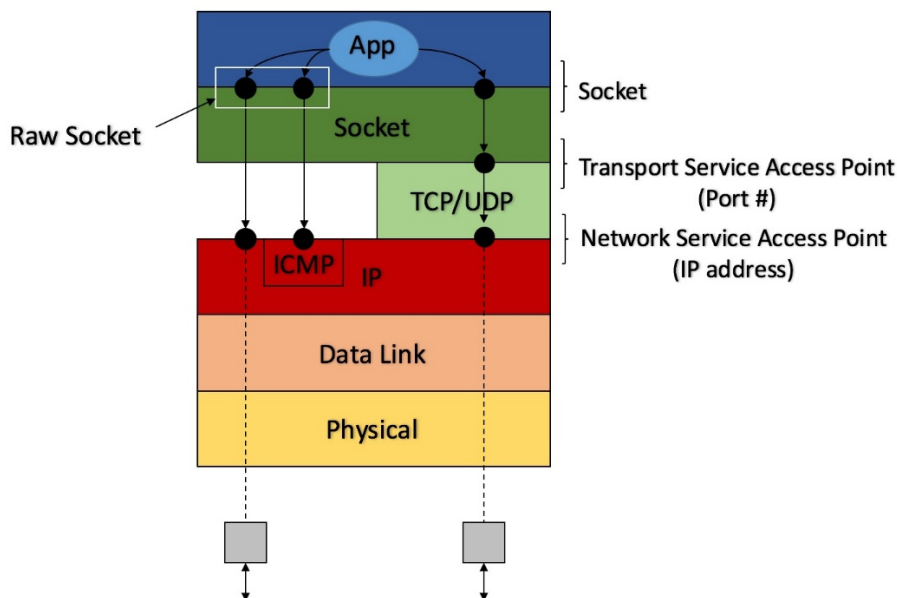 App
Socket
Raw Socket
Socket
Transport Service Access Point
(Port #)
TCP/UDP
Network Service Access Point
(IP address)
ICMP
IP
Data Link
Physical